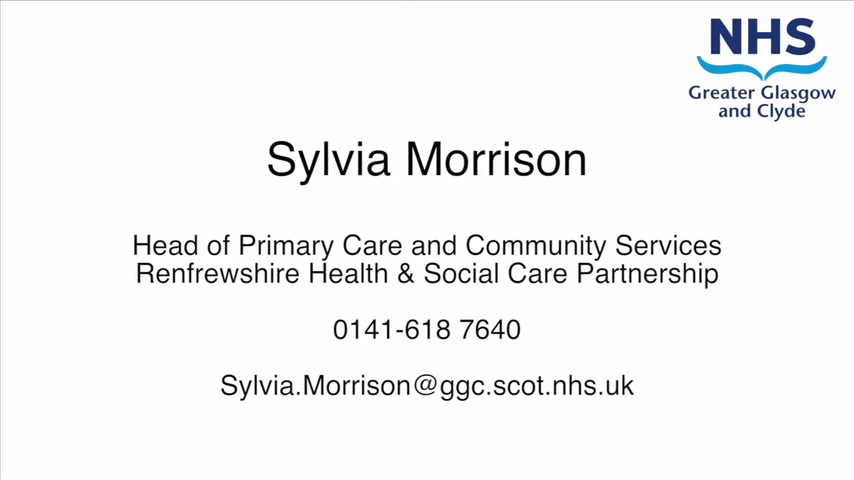 NHS
Greater Glasgow
and Clyde
Sylvia Morrison
Head of Primary Care and Community Services
Renfrewshire Health & Social Care Partnership
0141-618 7640
Sylvia.Morrison@ggc.scot.nhs.uk